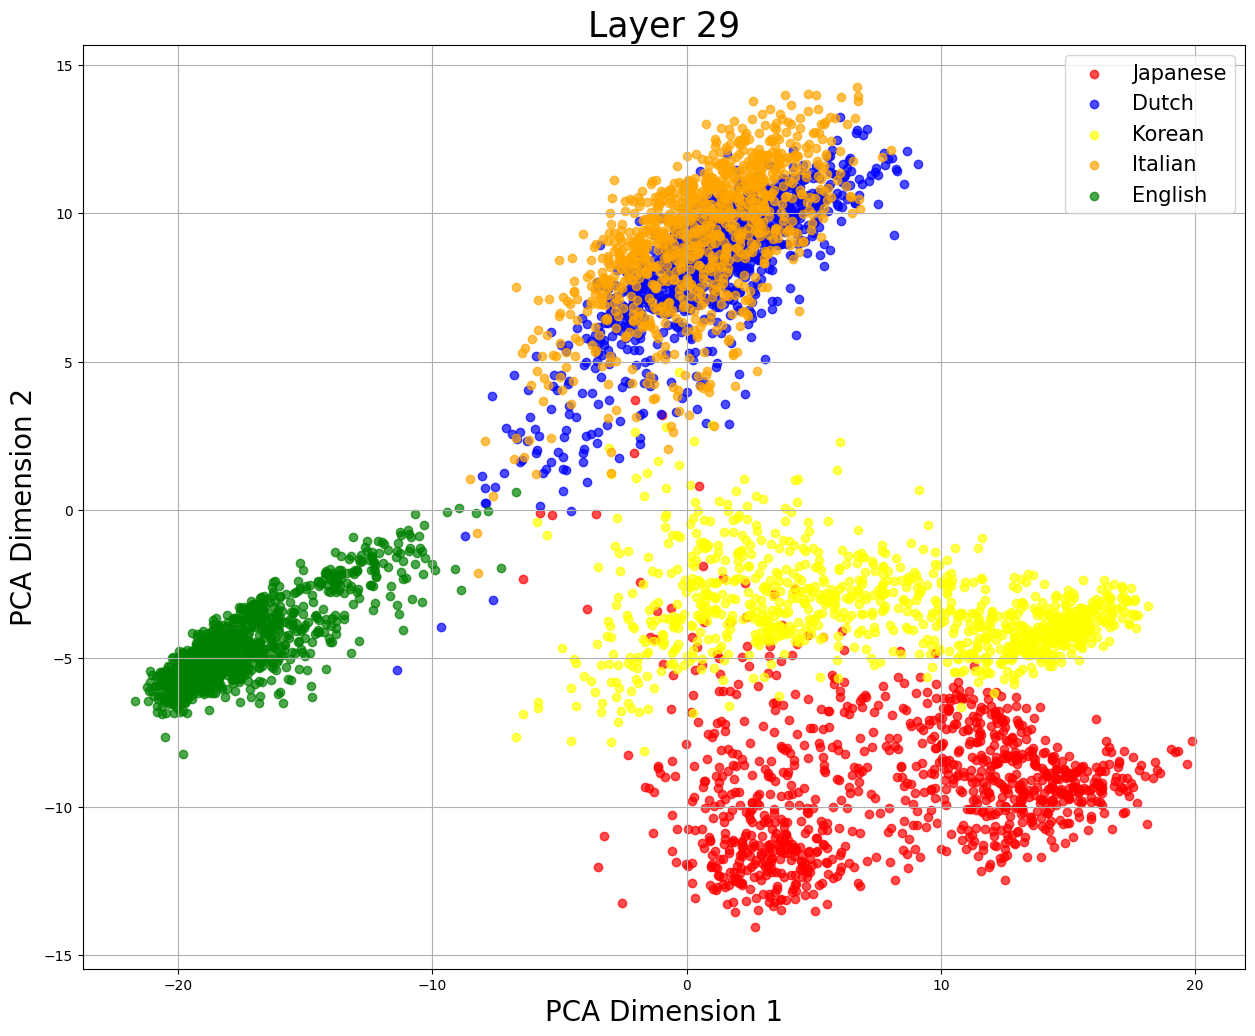 Layer 29
15
10
5
0
−5
−10
−15
PCA Dimension 2
−20
−10
0
10
20
PCA Dimension 1
Japanese
Dutch
Korean
Italian
English